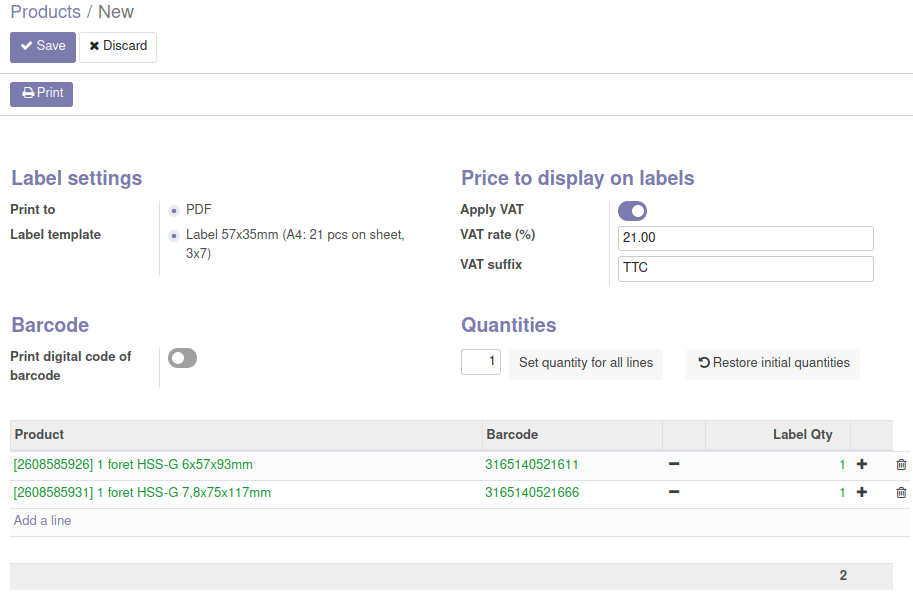 Products / New
Save Discard
Print
Label settings Price to display on labels
Print to PDF Apply VAT
Label template Label 57x35mm (A4: 21 pcs on sheet, VAT rate (%) 21.00
3x7)
VAT suffix TTC
Barcode Quantities
Print digital code of
barcode
1 Set quantity for all lines Restore initial quantities
Product Barcode Label Qty
[2608585926] 1 foret HSS-G 6x57x93mm 3165140521611 1
[2608585931] 1 foret HSS-G 7,8x75x117mm 3165140521666 1
Add a line
2